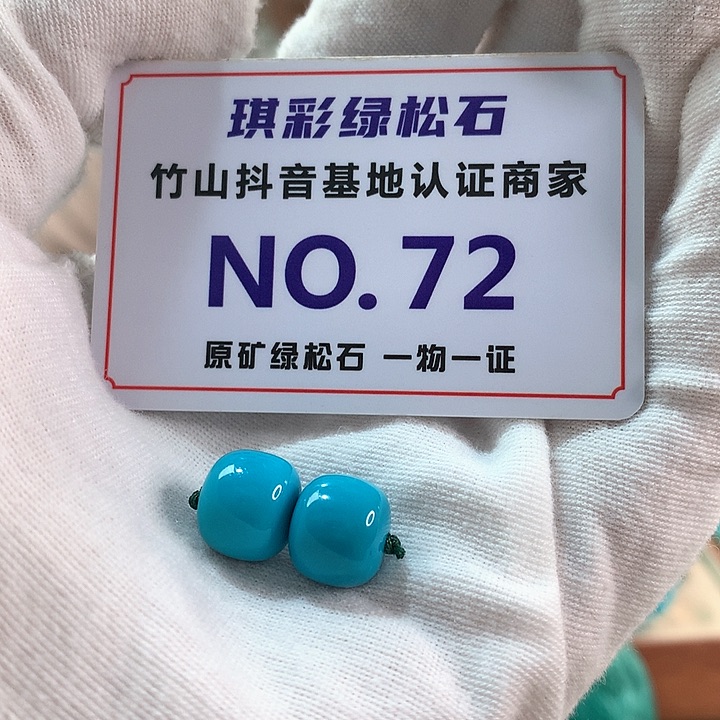 琪彩绿松石
竹山抖音基地认证商家
NO. 72
原矿绿松石 一物一证